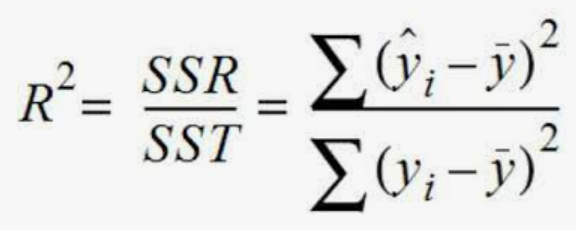 R² = SSR / SST = ∑(ŷᵢ − ȳ)² / ∑(yᵢ − ȳ)²